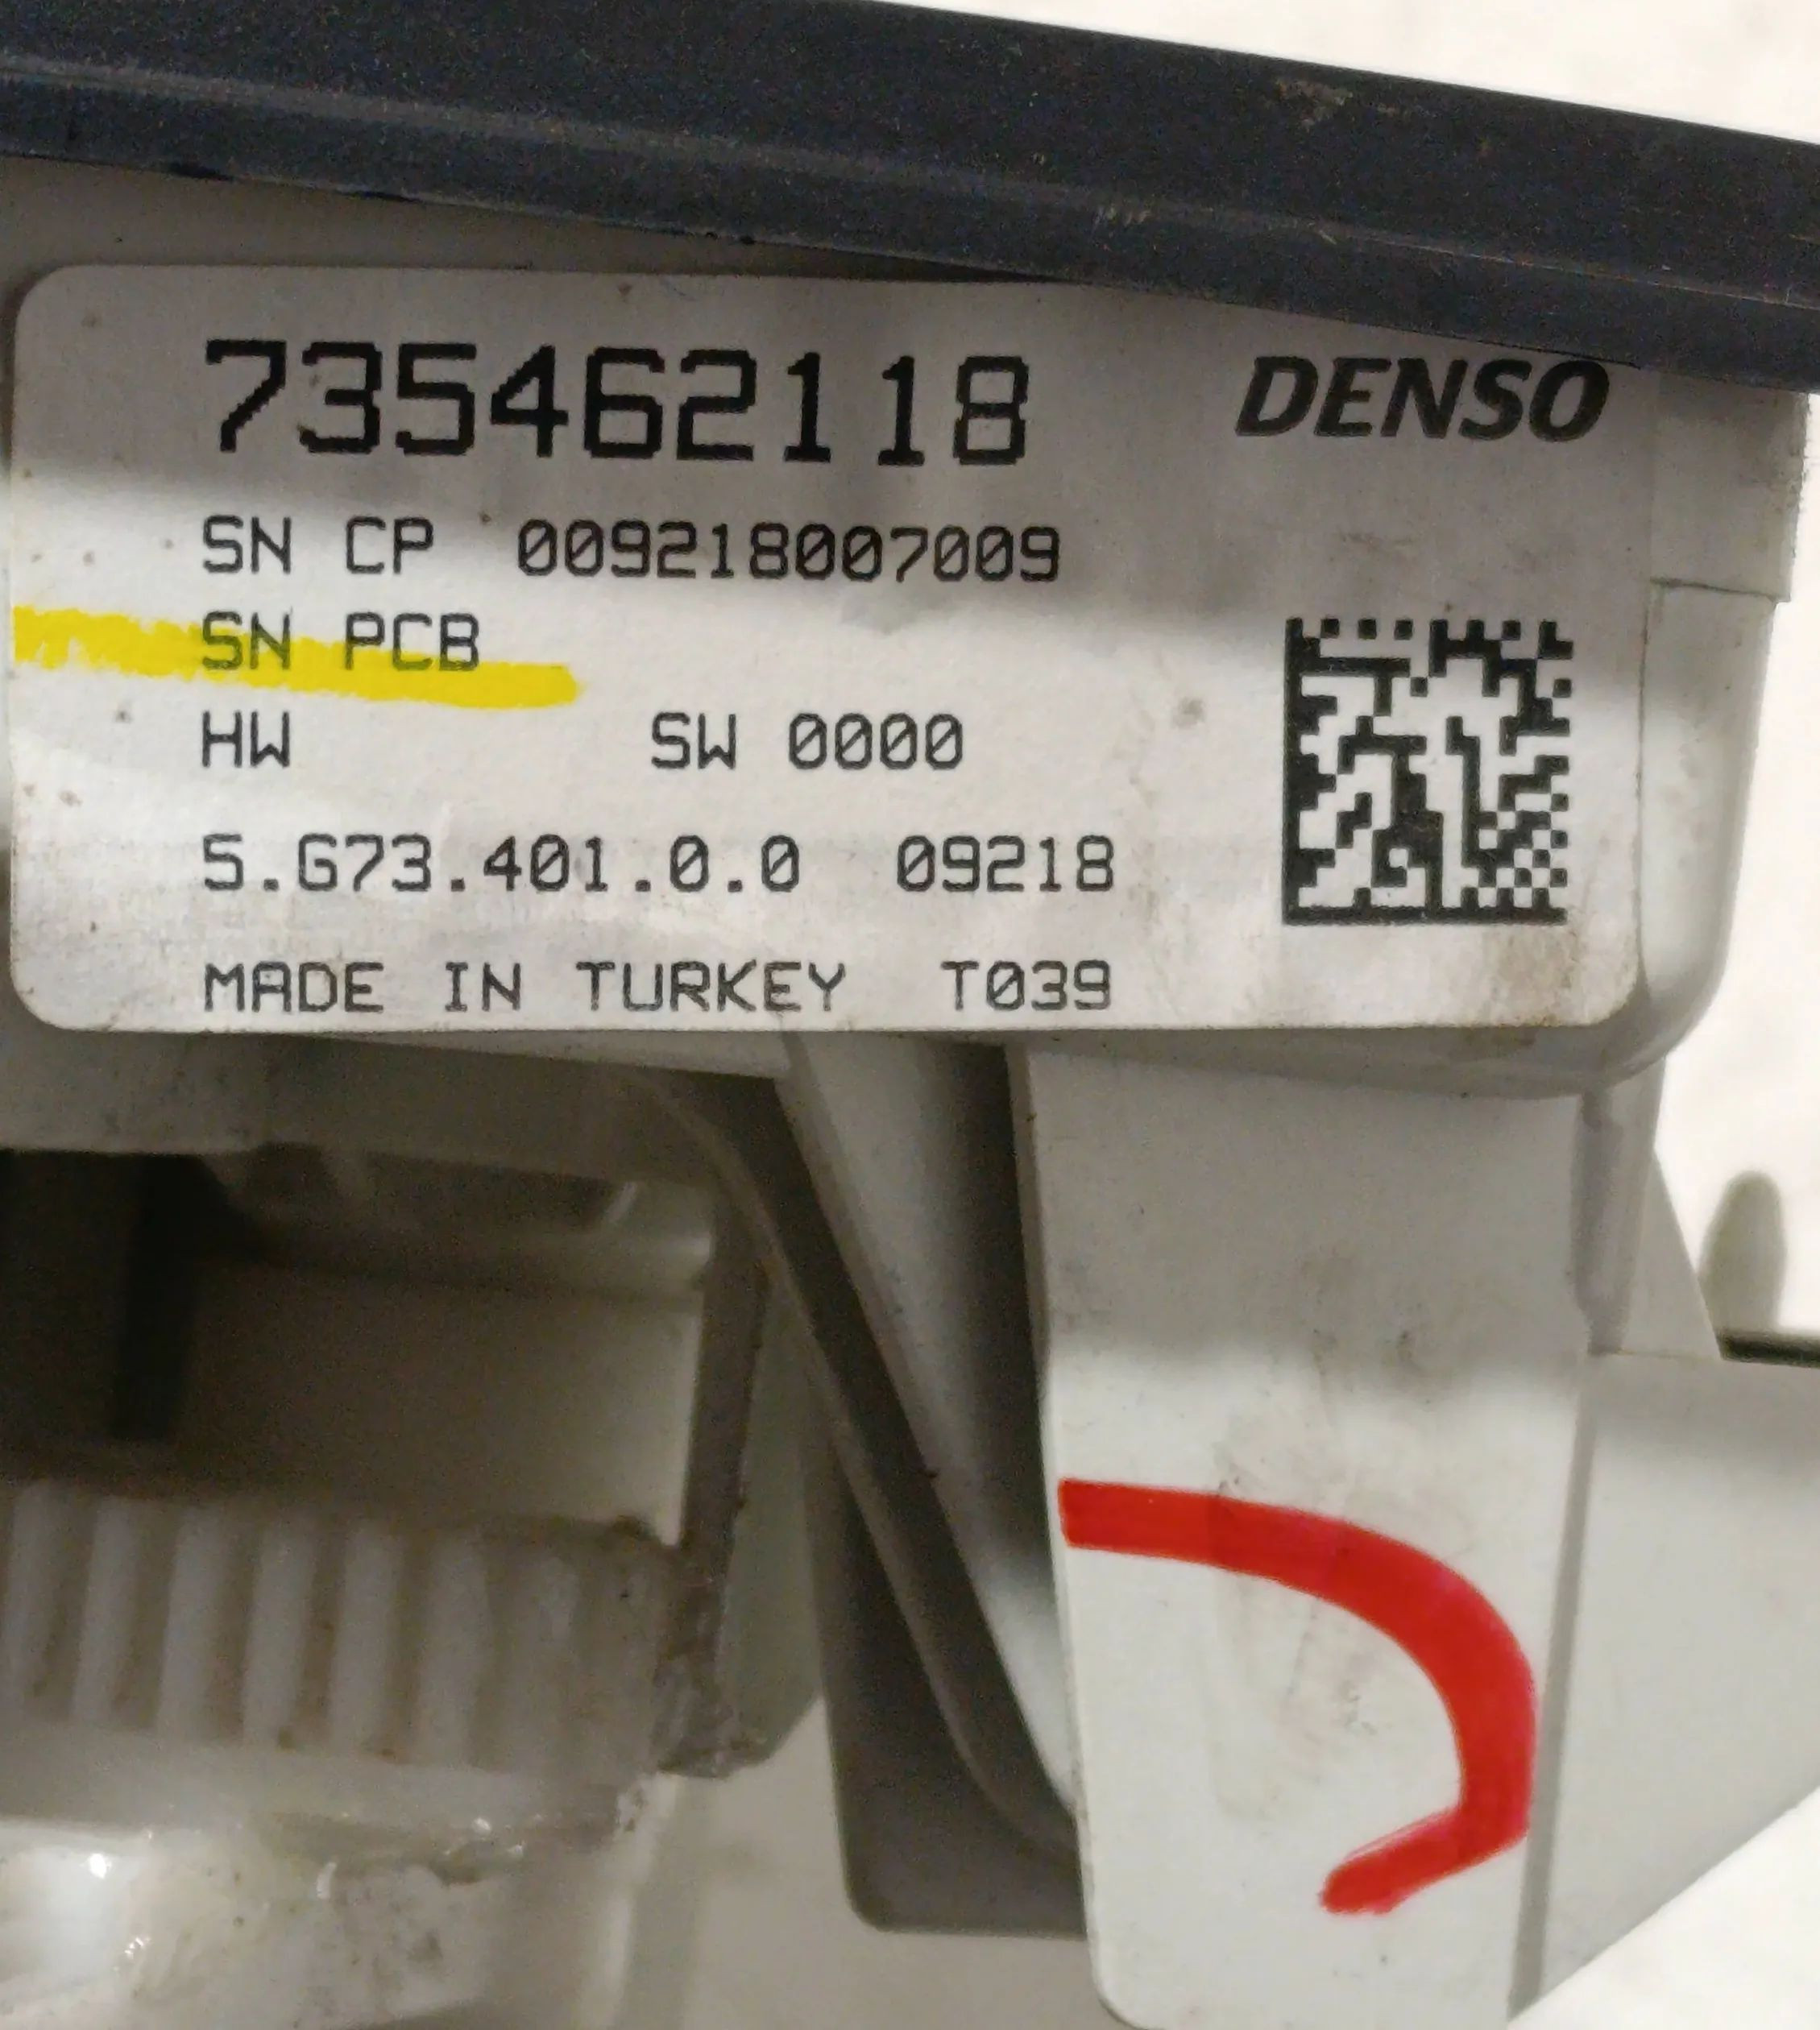 735462118 DENSO
SN CP 009218007009
SN PCB
HW SW 0000
5.G73.401.0.0 09218
MADE IN TURKEY T039